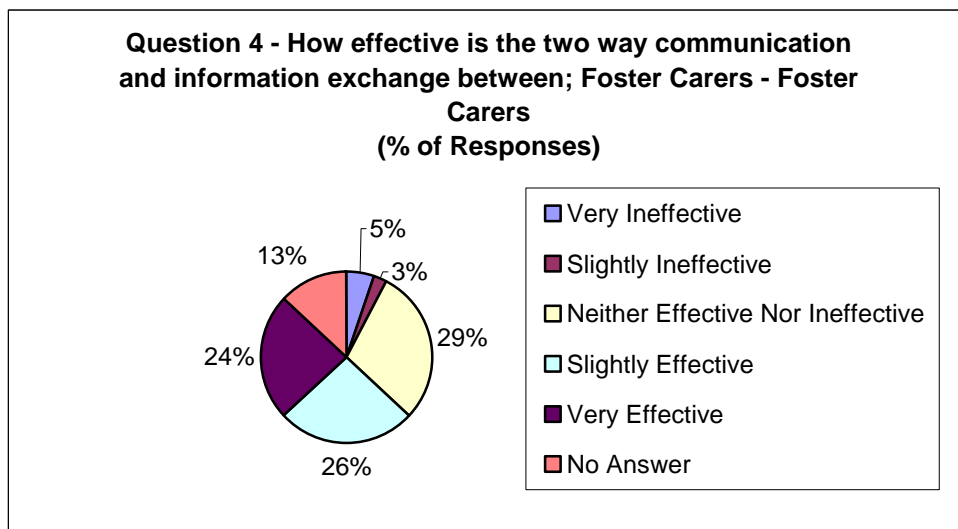 Question 4 - How effective is the two way communication
and information exchange between; Foster Carers - Foster
Carers
(% of Responses)
5%
3%
29%
26%
24%
13%
Very Ineffective
Slightly Ineffective
Neither Effective Nor Ineffective
Slightly Effective
Very Effective
No Answer